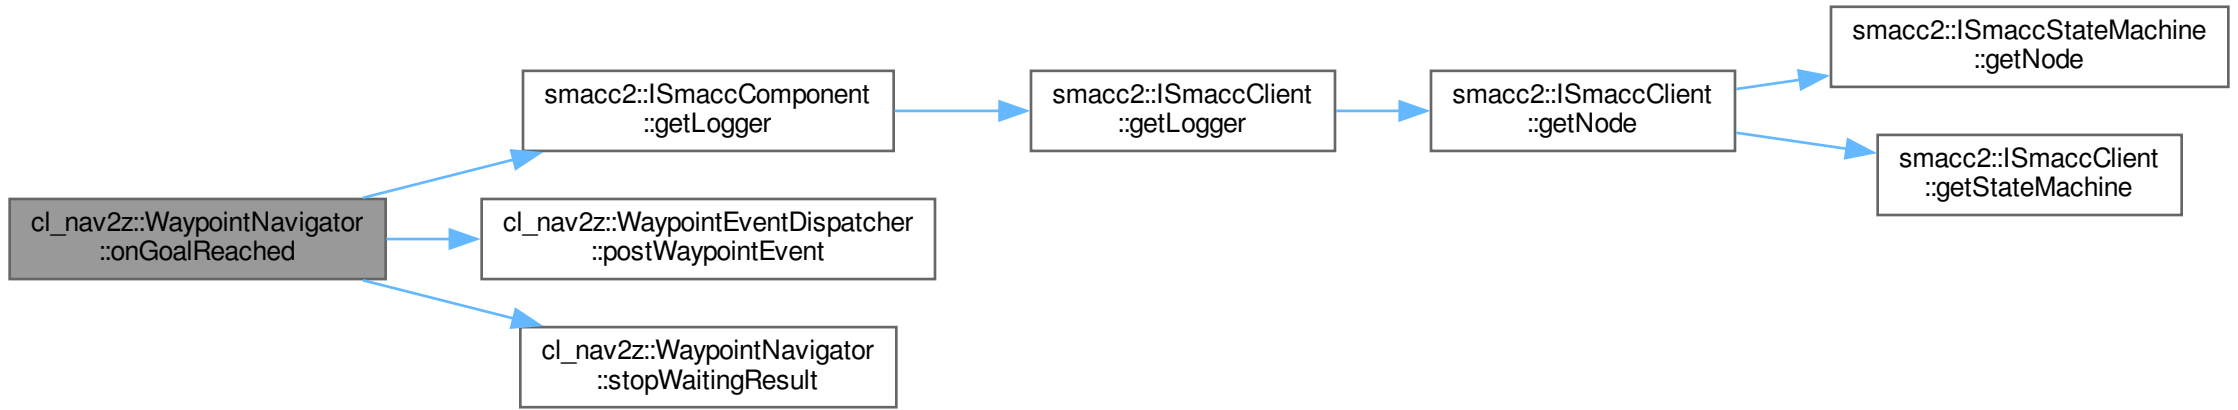 cl_nav2z::WaypointNavigator
::onGoalReached
smacc2::ISmaccComponent
::getLogger
smacc2::ISmaccClient
::getLogger
smacc2::ISmaccClient
::getNode
smacc2::ISmaccStateMachine
::getNode
smacc2::ISmaccClient
::getStateMachine
cl_nav2z::WaypointEventDispatcher
::postWaypointEvent
cl_nav2z::WaypointNavigator
::stopWaitingResult